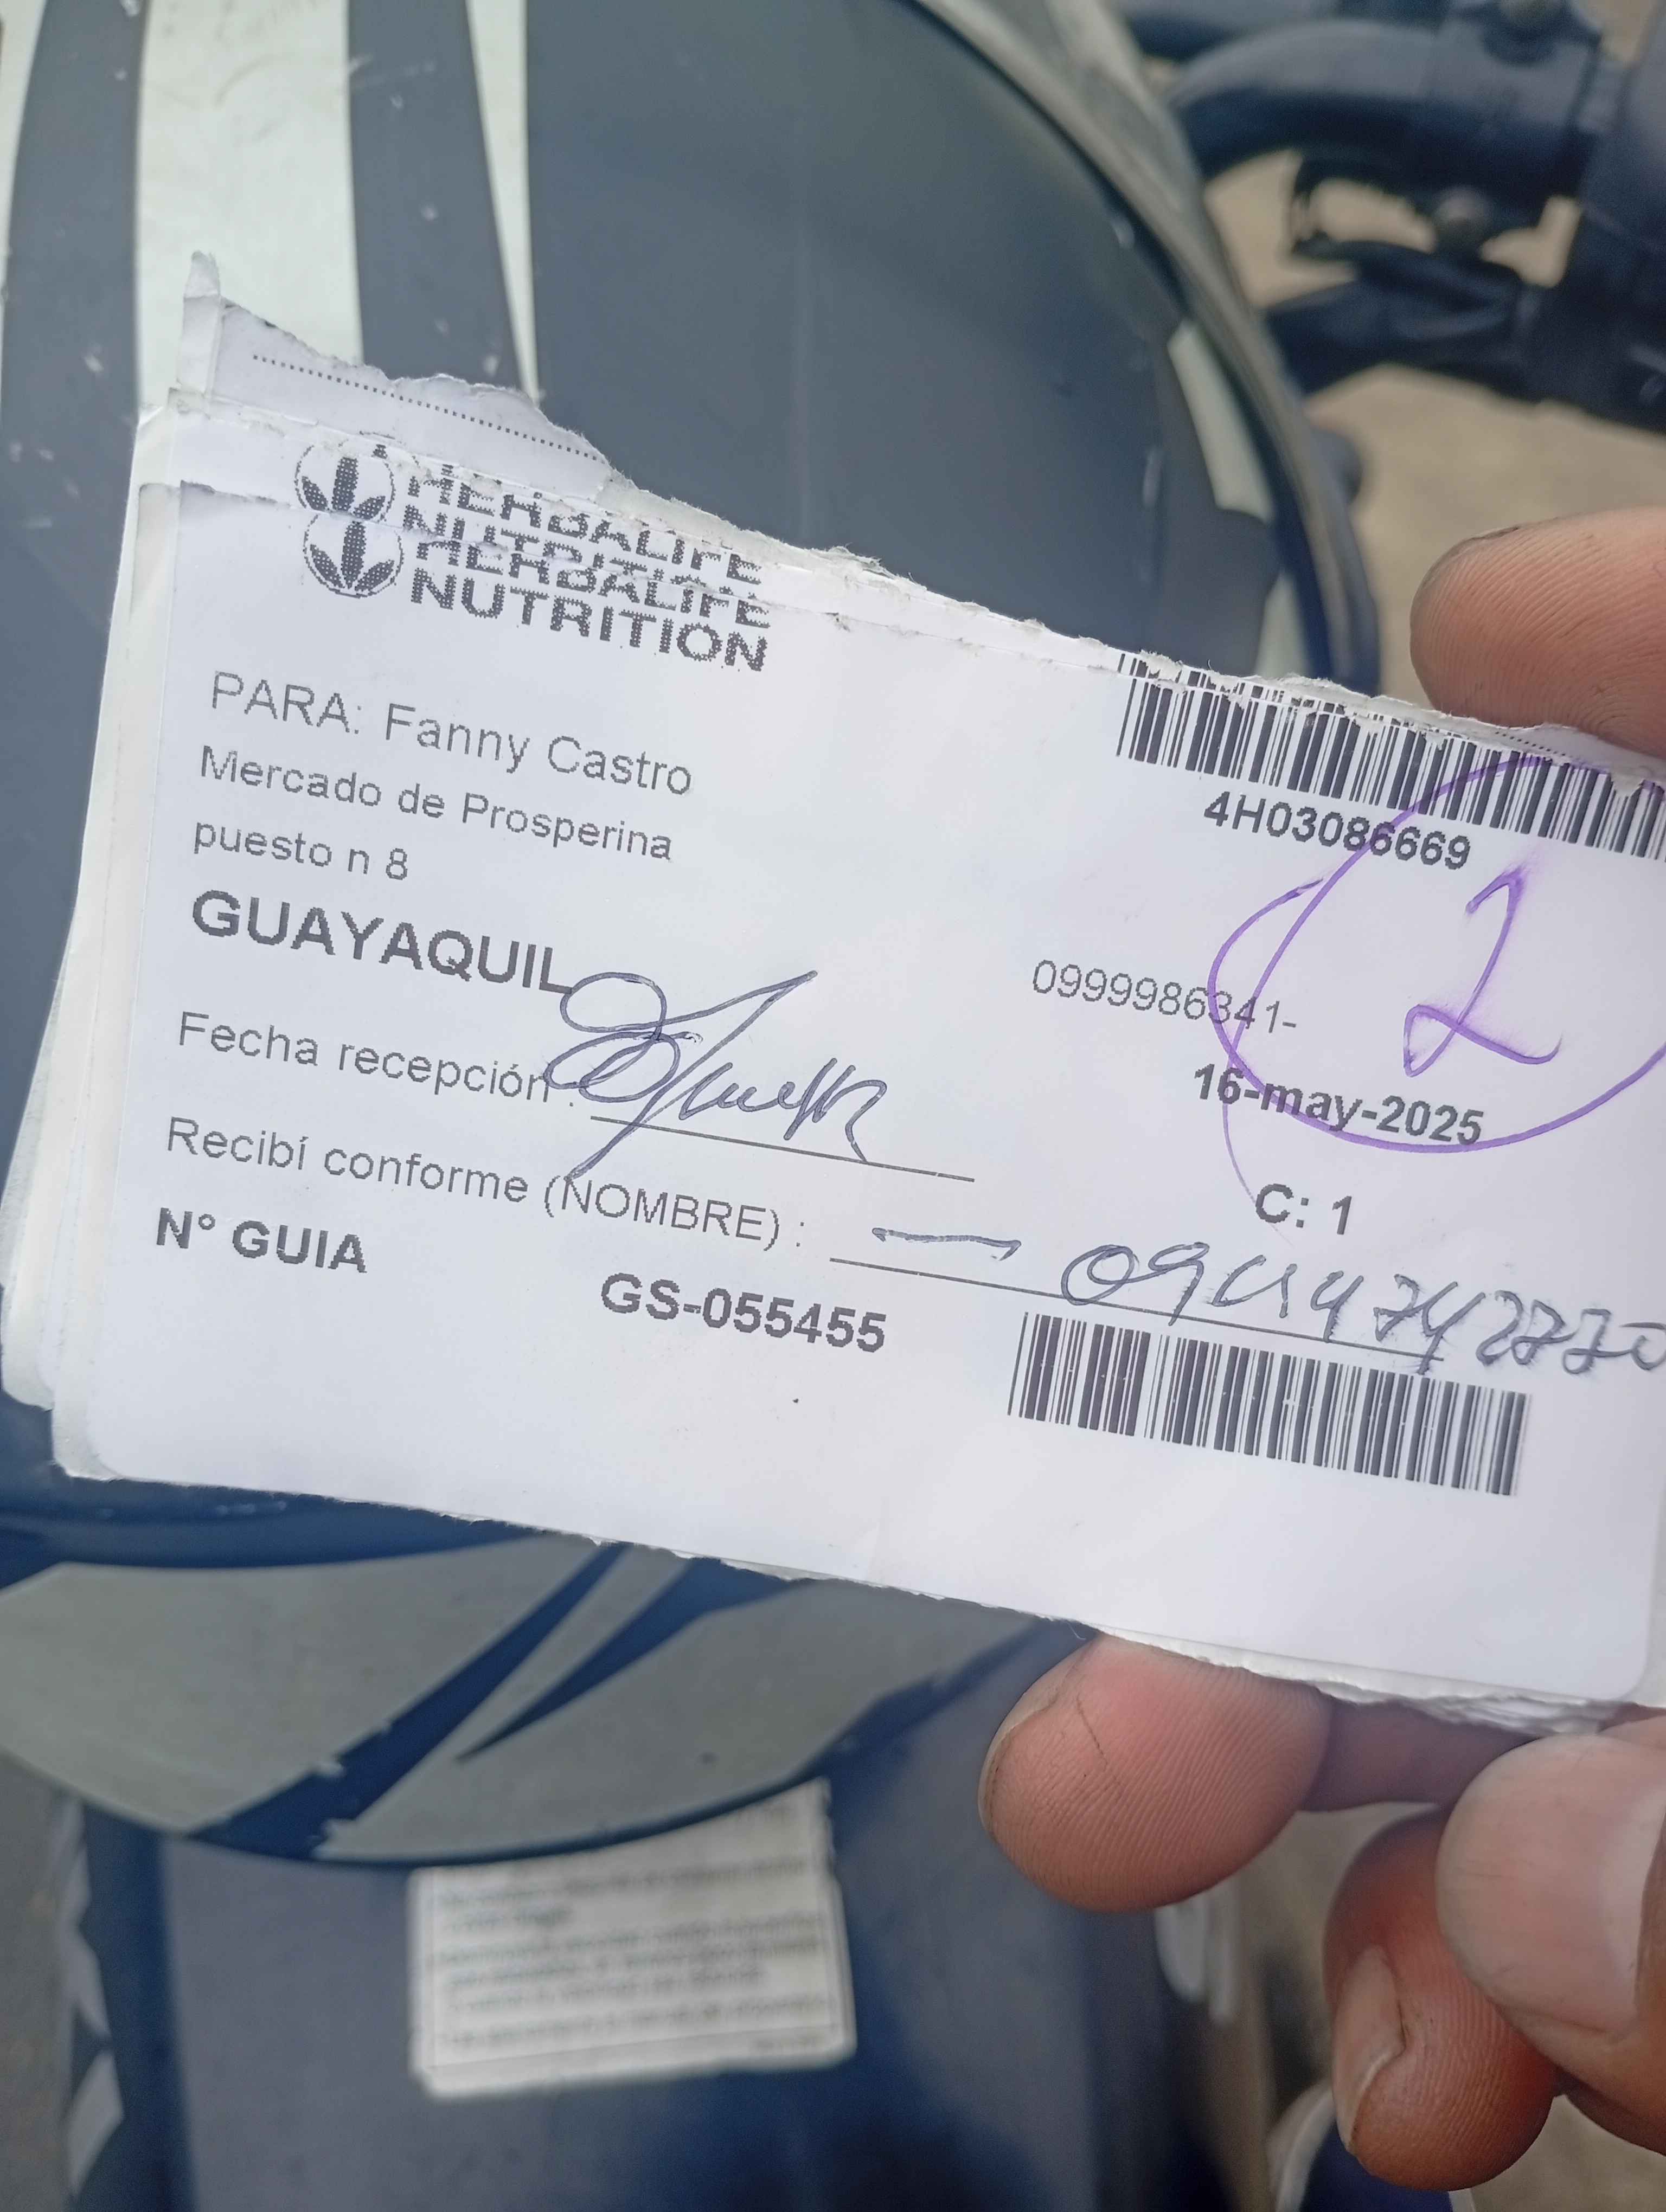 HERBALIFE
NUTRITION
HERBALIFE
NUTRITION
PARA: Fanny Castro
Mercado de Prosperina
puesto n 8
GUAYAQUIL
4H03086669
2
0999986341-
16-may-2025
Fecha recepción :
C: 1
Recibí conforme (NOMBRE) :
Nº GUIA
GS-055455